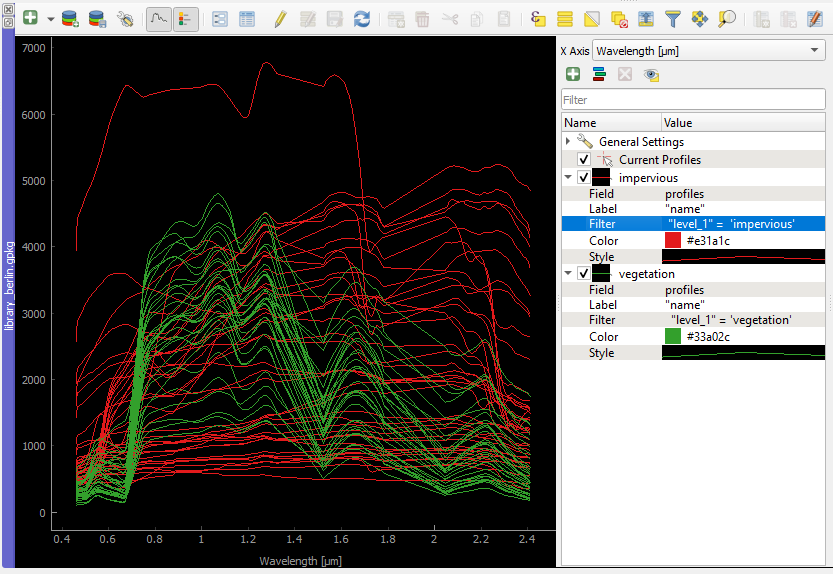 library_berlin.gpkg
7000
6000
5000
4000
3000
2000
1000
0
0.4 0.6 0.8 1 1.2 1.4 1.6 1.8 2 2.2 2.4
Wavelength [µm]
X Axis Wavelength [µm]
Filter
Name Value
General Settings
Current Profiles
impervious
Field profiles
Label "name"
Filter "level_1" = 'impervious'
Color #e31a1c
Style
vegetation
Field profiles
Label "name"
Filter "level_1" = 'vegetation'
Color #33a02c
Style